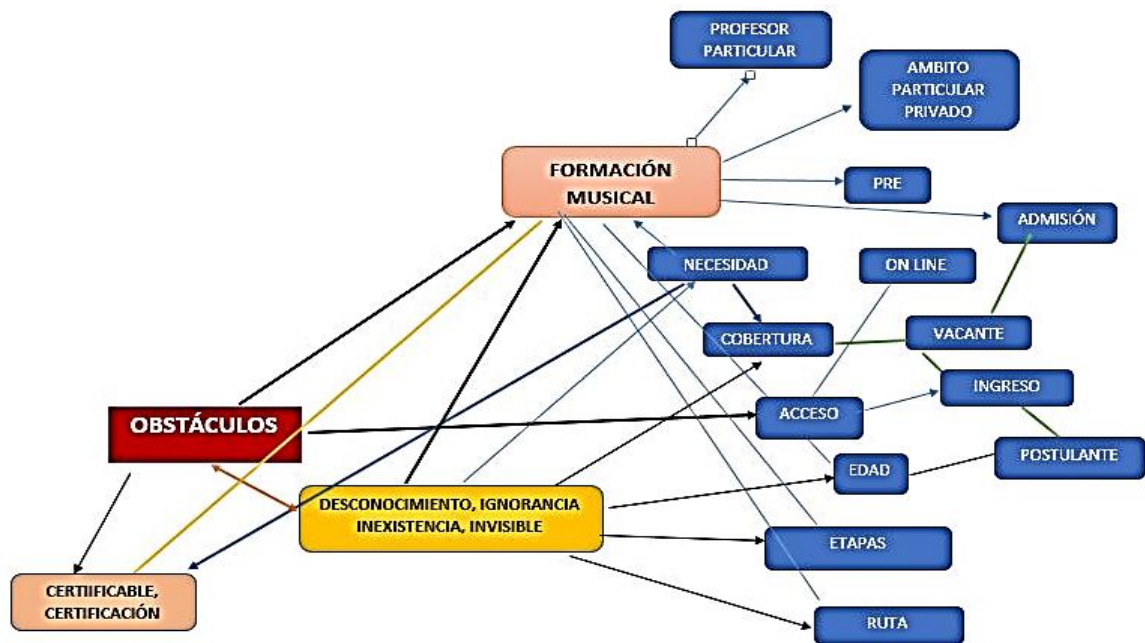 PROFESOR
PARTICULAR
AMBITO
PARTICULAR
PRIVADO
FORMACIÓN
MUSICAL
PRE
ADMISIÓN
NECESIDAD
ON LINE
COBERTURA
VACANTE
INGRESO
OBSTÁCULOS
ACCESO
POSTULANTE
EDAD
DESCONOCIMIENTO, IGNORANCIA
INEXISTENCIA, INVISIBLE
ETAPAS
CERTIIFICABLE,
CERTIFICACIÓN
RUTA